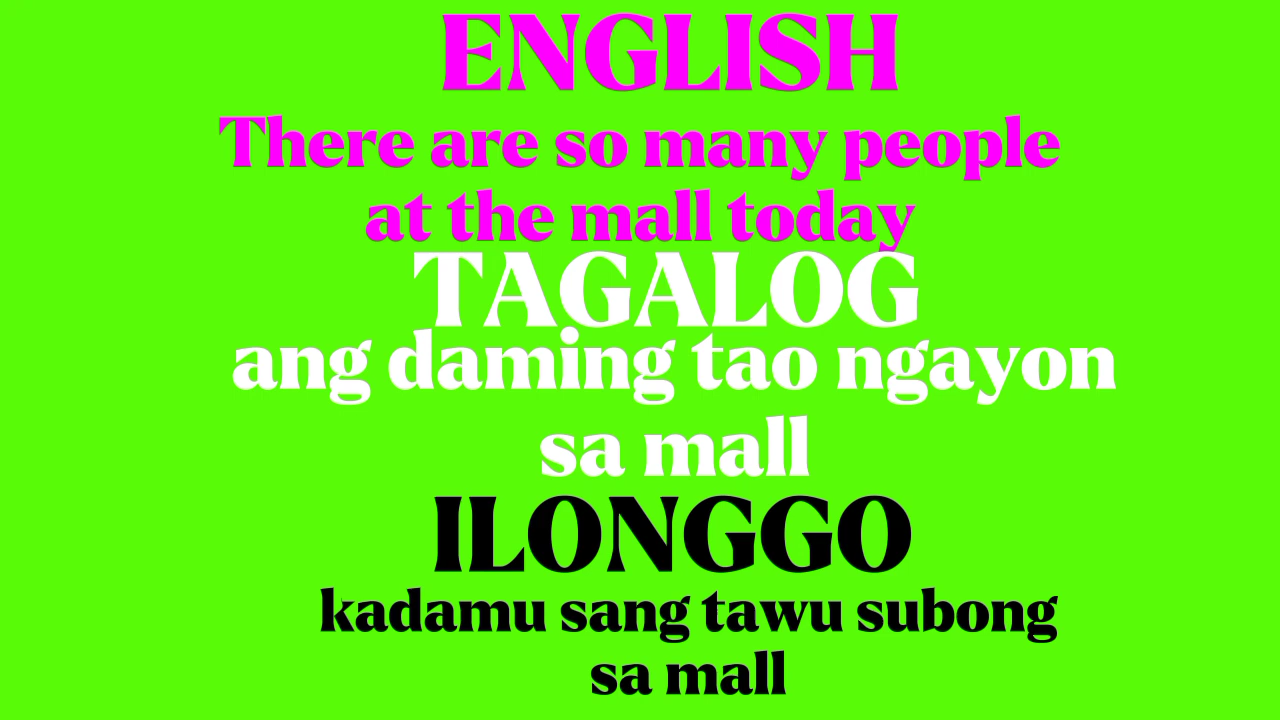 ENGLISH
There are so many people
at the mall today
TAGALOG
ang daming tao ngayon
sa mall
ILONGGO
kadamu sang tawu subong
sa mall